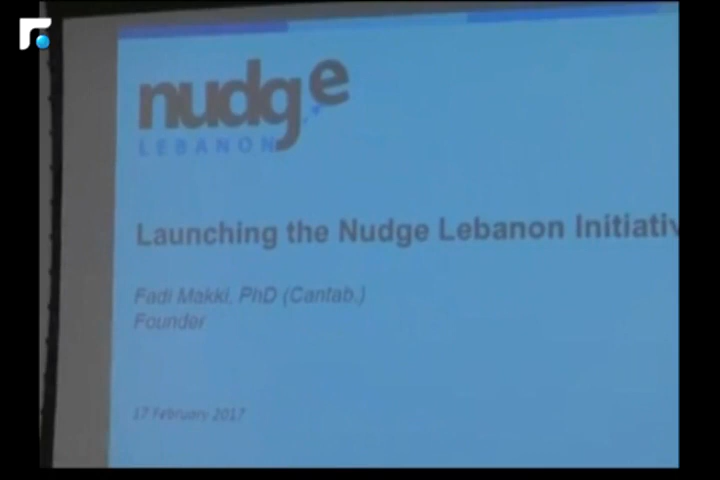 nudge
LEBANON
Launching the Nudge Lebanon Initiativ
Fadi Makki, PhD (Cantab.)
Founder
17 February 2017